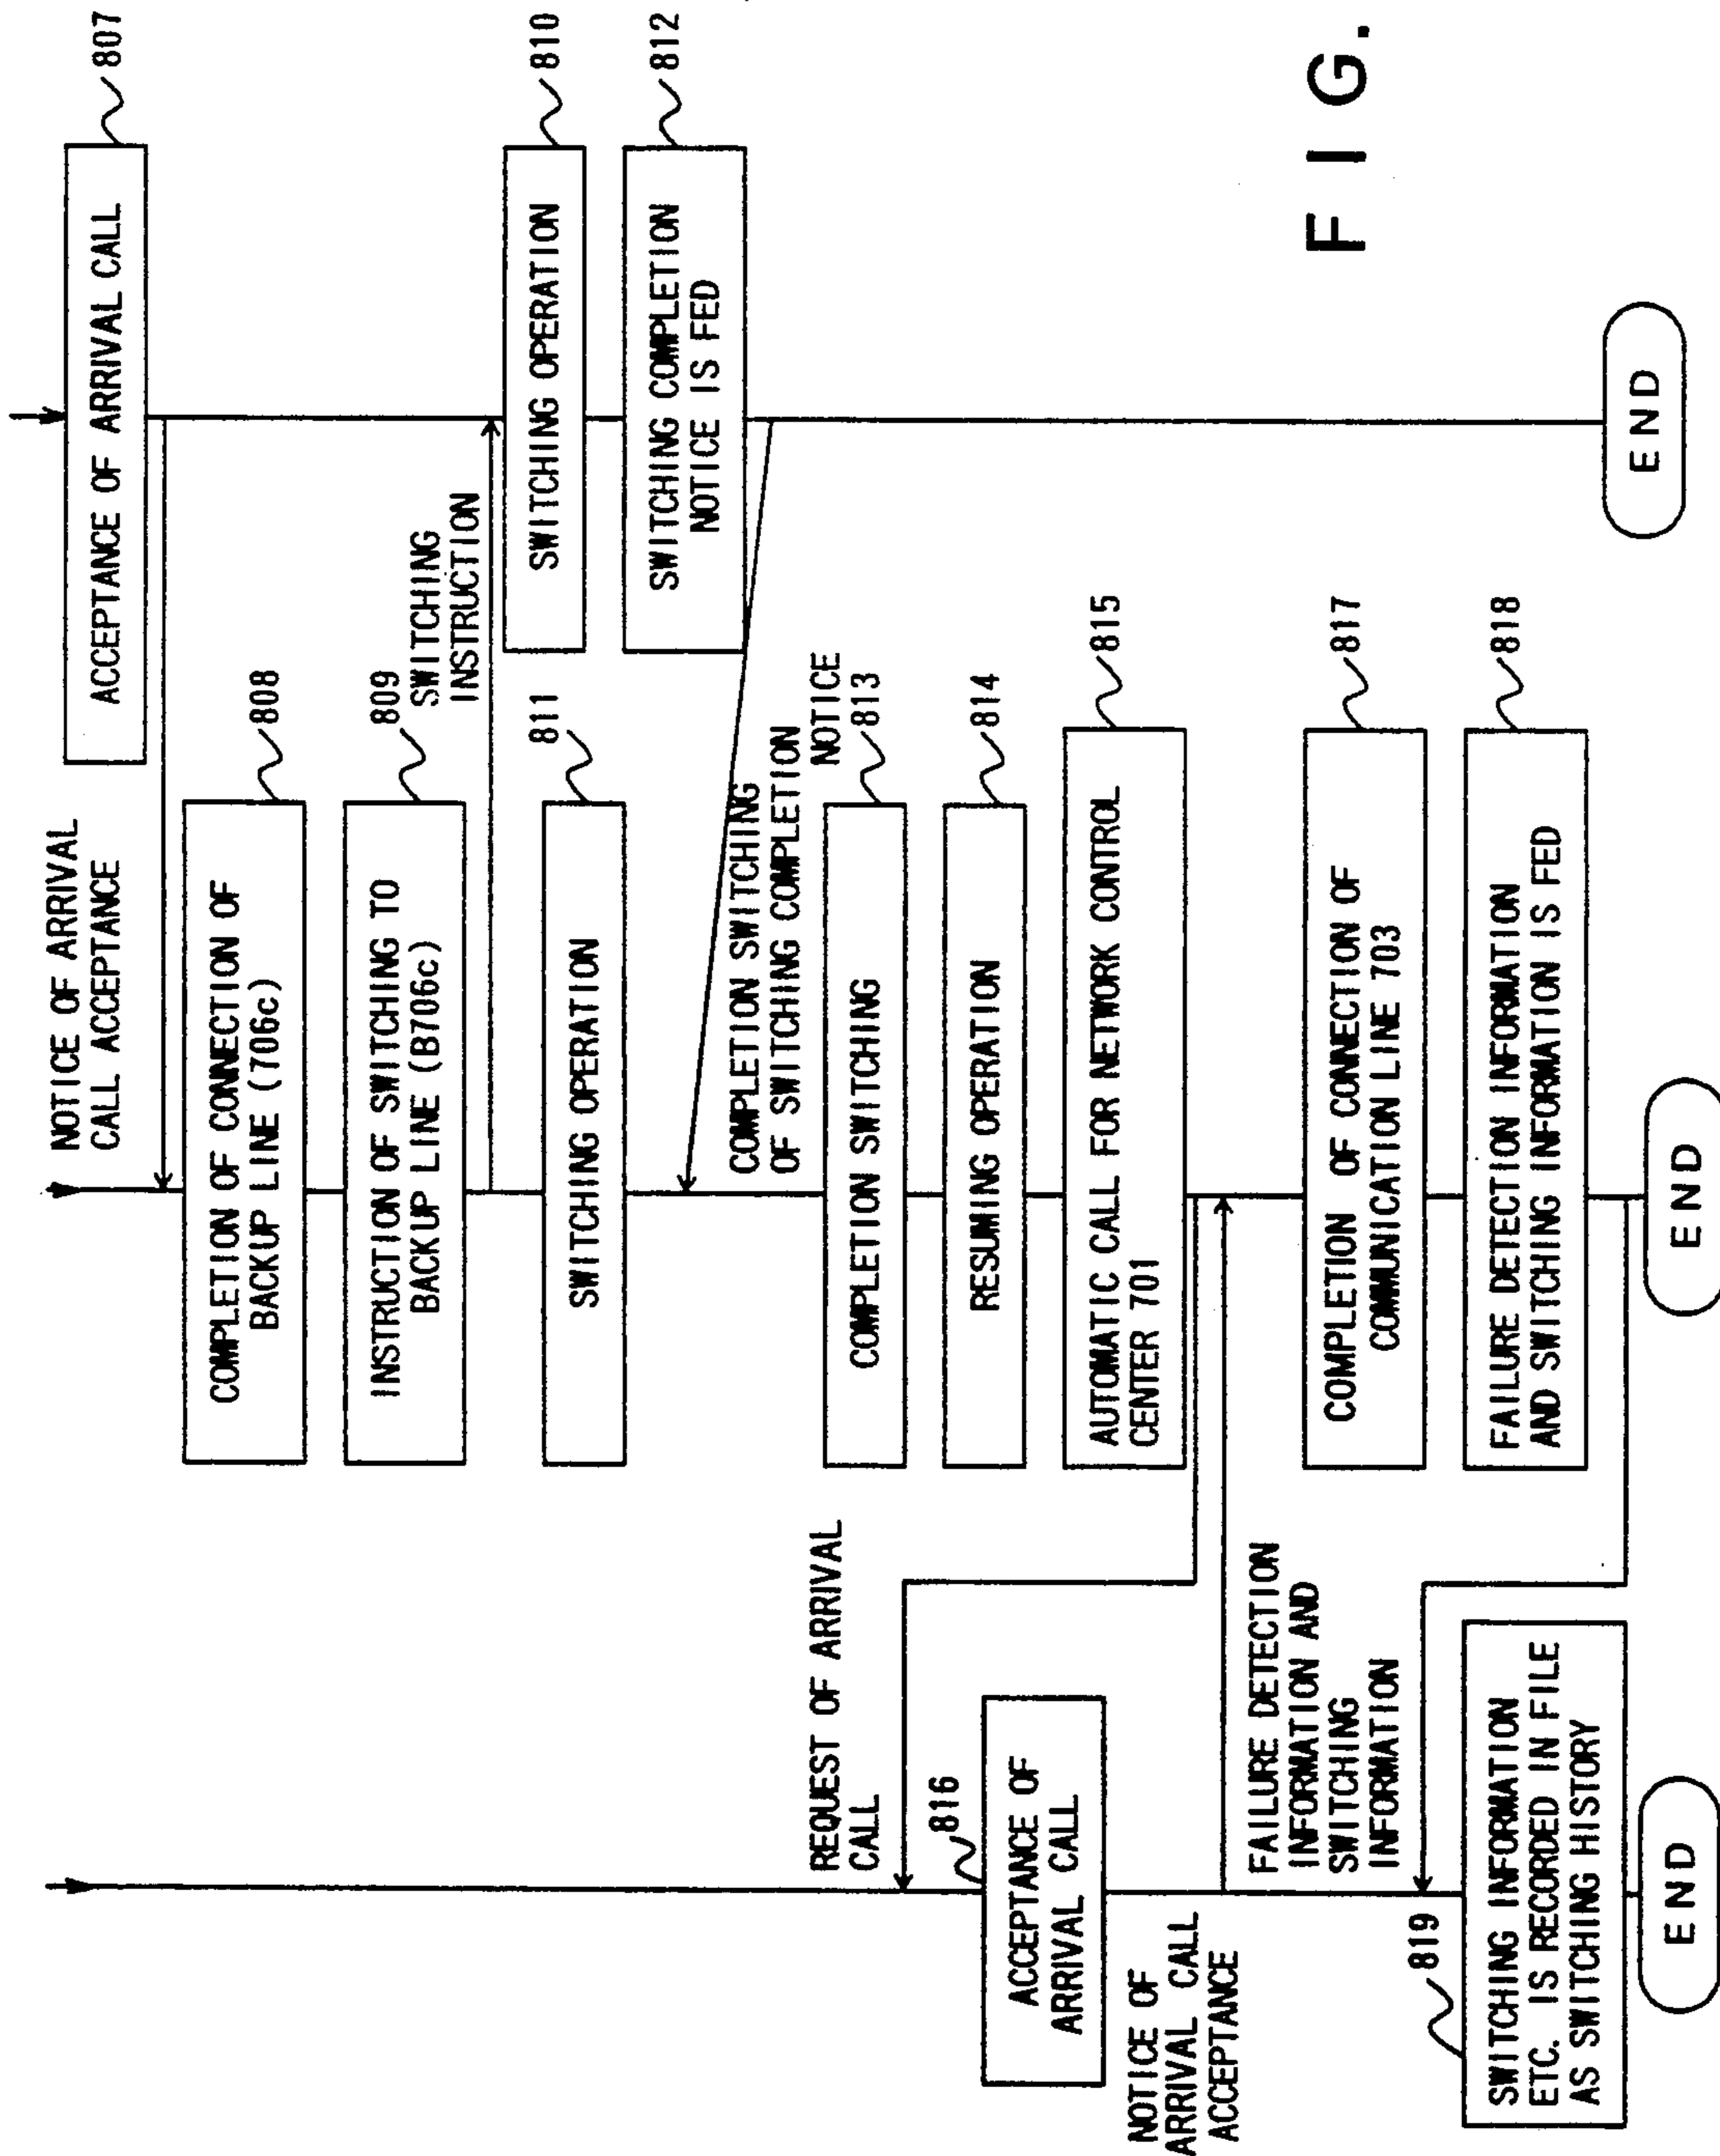 ACCEPTANCE OF ARRIVAL CALL
807
NOTICE OF ARRIVAL
CALL ACCEPTANCE
COMPLETION OF CONNECTION OF
BACKUP LINE (706c)
808
INSTRUCTION OF SWITCHING TO
BACKUP LINE (B706c)
809
SWITCHING
INSTRUCTION
SWITCHING OPERATION
810
SWITCHING OPERATION
811
SWITCHING COMPLETION
NOTICE IS FED
812
COMPLETION SWITCHING
OF SWITCHING COMPLETION
NOTICE
COMPLETION SWITCHING
813
RESUMING OPERATION
814
AUTOMATIC CALL FOR NETWORK CONTROL
CENTER 701
815
REQUEST OF ARRIVAL
CALL
816
ACCEPTANCE OF
ARRIVAL CALL
NOTICE OF
ARRIVAL CALL
ACCEPTANCE
COMPLETION OF CONNECTION OF
COMMUNICATION LINE 703
817
FAILURE DETECTION INFORMATION
AND SWITCHING INFORMATION IS FED
818
FAILURE DETECTION
INFORMATION AND
SWITCHING
INFORMATION
819
SWITCHING INFORMATION
ETC. IS RECORDED IN FILE
AS SWITCHING HISTORY
END
END
END
FIG.